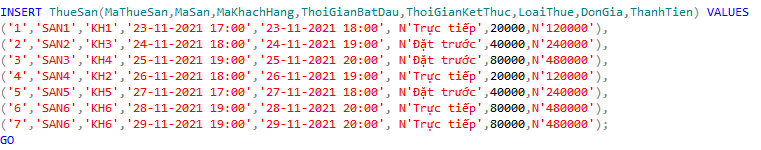 INSERT ThueSan(MaThueSan,MaSan,MaKhachHang,ThoiGianBatDau,ThoiGianKetThuc,LoaiThue,DonGia,ThanhTien) VALUES
('1','SAN1','KH1','23-11-2021 17:00','23-11-2021 18:00', N'Trực tiếp',20000,N'120000'),
('2','SAN2','KH3','24-11-2021 18:00','24-11-2021 19:00', N'Đặt trước',40000,N'240000'),
('3','SAN3','KH4','25-11-2021 19:00','25-11-2021 20:00', N'Đặt trước',80000,N'480000'),
('4','SAN4','KH2','26-11-2021 18:00','26-11-2021 19:00', N'Trực tiếp',20000,N'120000'),
('5','SAN5','KH5','27-11-2021 17:00','27-11-2021 18:00', N'Đặt trước',40000,N'240000'),
('6','SAN6','KH6','28-11-2021 19:00','28-11-2021 20:00', N'Trực tiếp',80000,N'480000'),
('7','SAN6','KH6','29-11-2021 19:00','29-11-2021 20:00', N'Trực tiếp',80000,N'480000');
GO